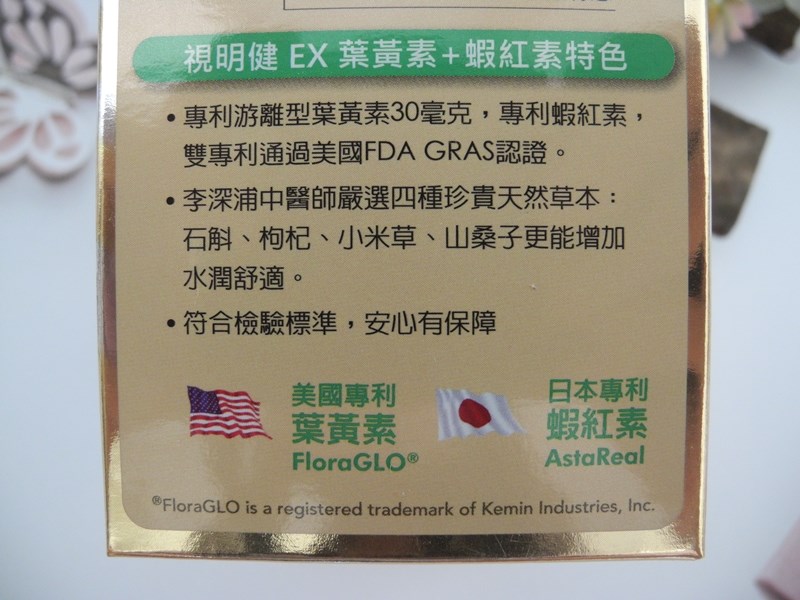 視明健 EX 葉黃素+蝦紅素特色
•專利游離型葉黃素30毫克，專利蝦紅素，
雙專利通過美國FDA GRAS認證。
•李深浦中醫師嚴選四種珍貴天然草本：
石斛、枸杞、小米草、山桑子更能增加
水潤舒適。
•符合檢驗標準，安心有保障
美國專利
葉黃素
FloraGLO®
日本專利
蝦紅素
AstaReal
®FloraGLO is a registered trademark of Kemin Industries, Inc.